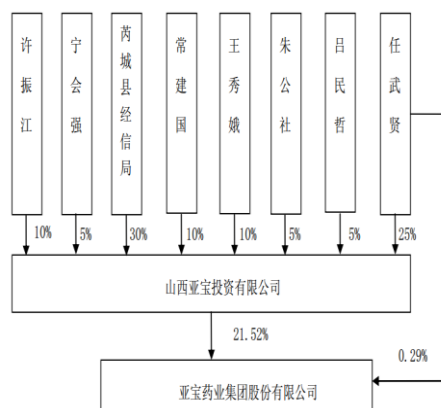 许振江
宁会强
芮城县经信局
常建国
王秀娥
朱公社
吕民哲
任武贤
10%
5%
30%
10%
10%
5%
5%
25%
山西亚宝投资有限公司
21.52%
0.29%
亚宝药业集团股份有限公司